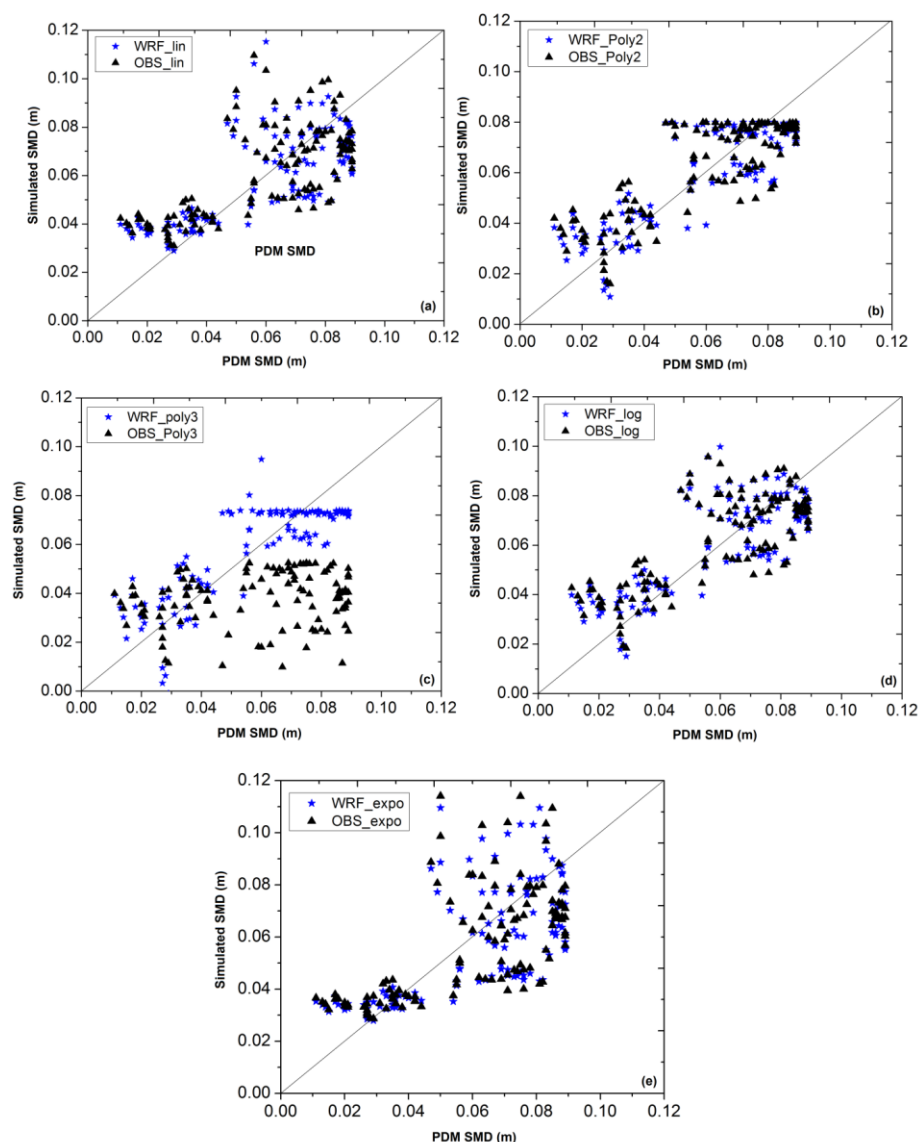 0.12
WRF_lin
OBS_lin
0.10
0.08
Simulated SMD (m)
0.06
0.04
PDM SMD
0.02
(a)
0.00
0.00 0.02 0.04 0.06 0.08 0.10 0.12
PDM SMD (m)
0.12
WRF_Poly2
OBS_Poly2
0.10
0.08
Simulated SMD (m)
0.06
0.04
0.02
(b)
0.00
0.00 0.02 0.04 0.06 0.08 0.10 0.12
PDM SMD (m)
0.12
WRF_poly3
OBS_Poly3
0.10
0.08
Simulated SMD (m)
0.06
0.04
0.02
(c)
0.00
0.00 0.02 0.04 0.06 0.08 0.10 0.12
PDM SMD (m)
0.12
WRF_log
OBS_log
0.10
0.08
Simulated SMD (m)
0.06
0.04
0.02
(d)
0.00
0.00 0.02 0.04 0.06 0.08 0.10 0.12
PDM SMD (m)
0.12
WRF_expo
OBS_expo
0.10
0.08
Simulated SMD (m)
0.06
0.04
0.02
(e)
0.00
0.00 0.02 0.04 0.06 0.08 0.10 0.12
PDM SMD (m)